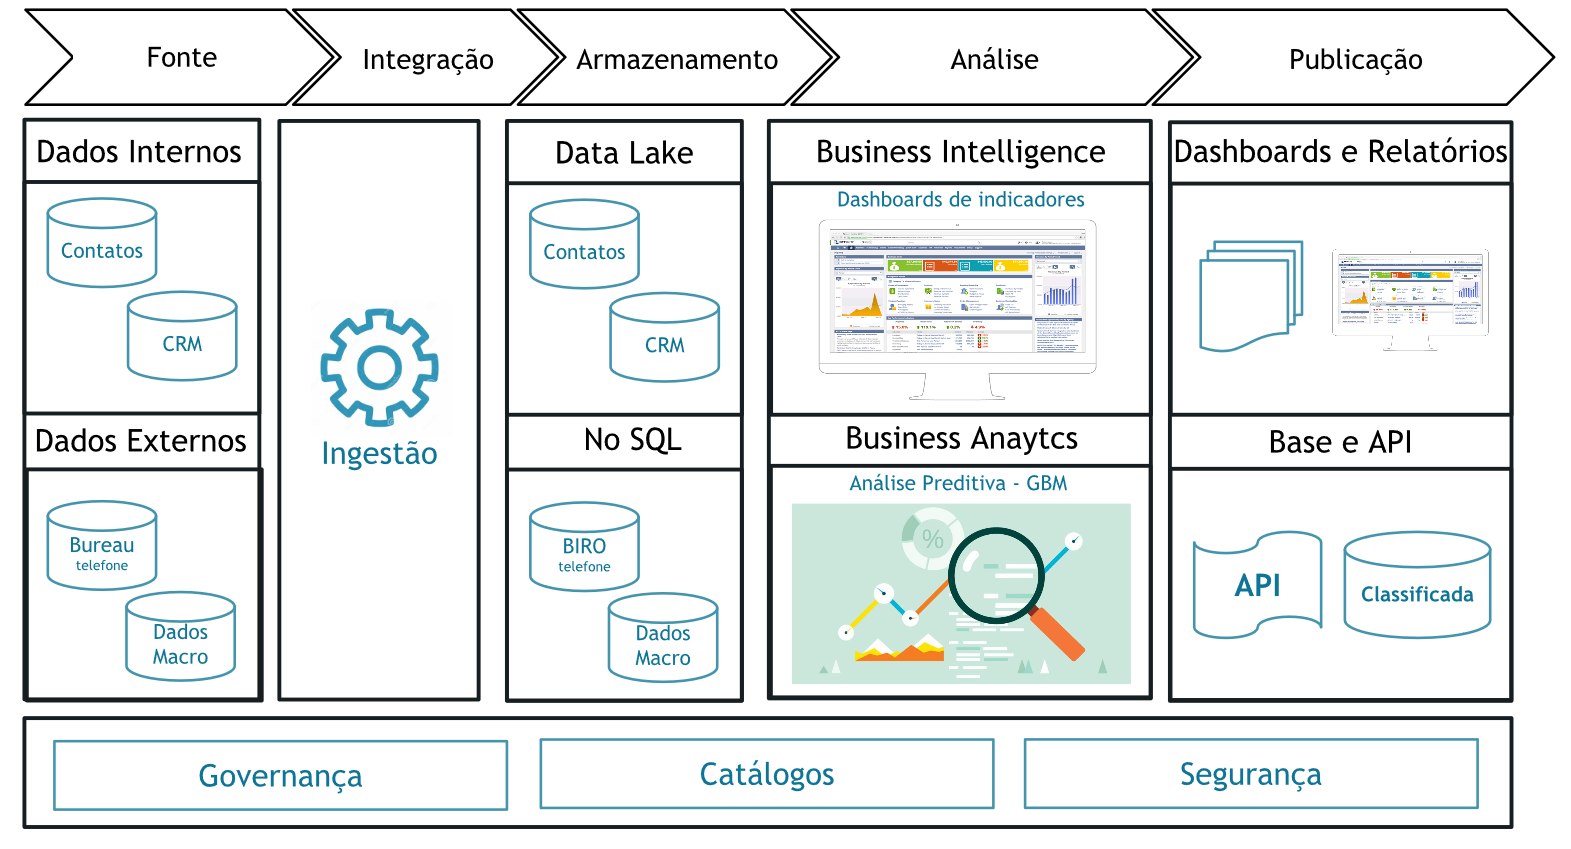 Fonte
Integração
Armazenamento
Análise
Publicação
Dados Internos
Contatos
CRM
Dados Externos
Bureau
telefone
Dados
Macro
Ingestão
Data Lake
Contatos
CRM
No SQL
BIRO
telefone
Dados
Macro
Business Intelligence
Dashboards de indicadores
Business Anaytcs
Análise Preditiva - GBM
%
Dashboards e Relatórios
Base e API
API
Classificada
Governança
Catálogos
Segurança